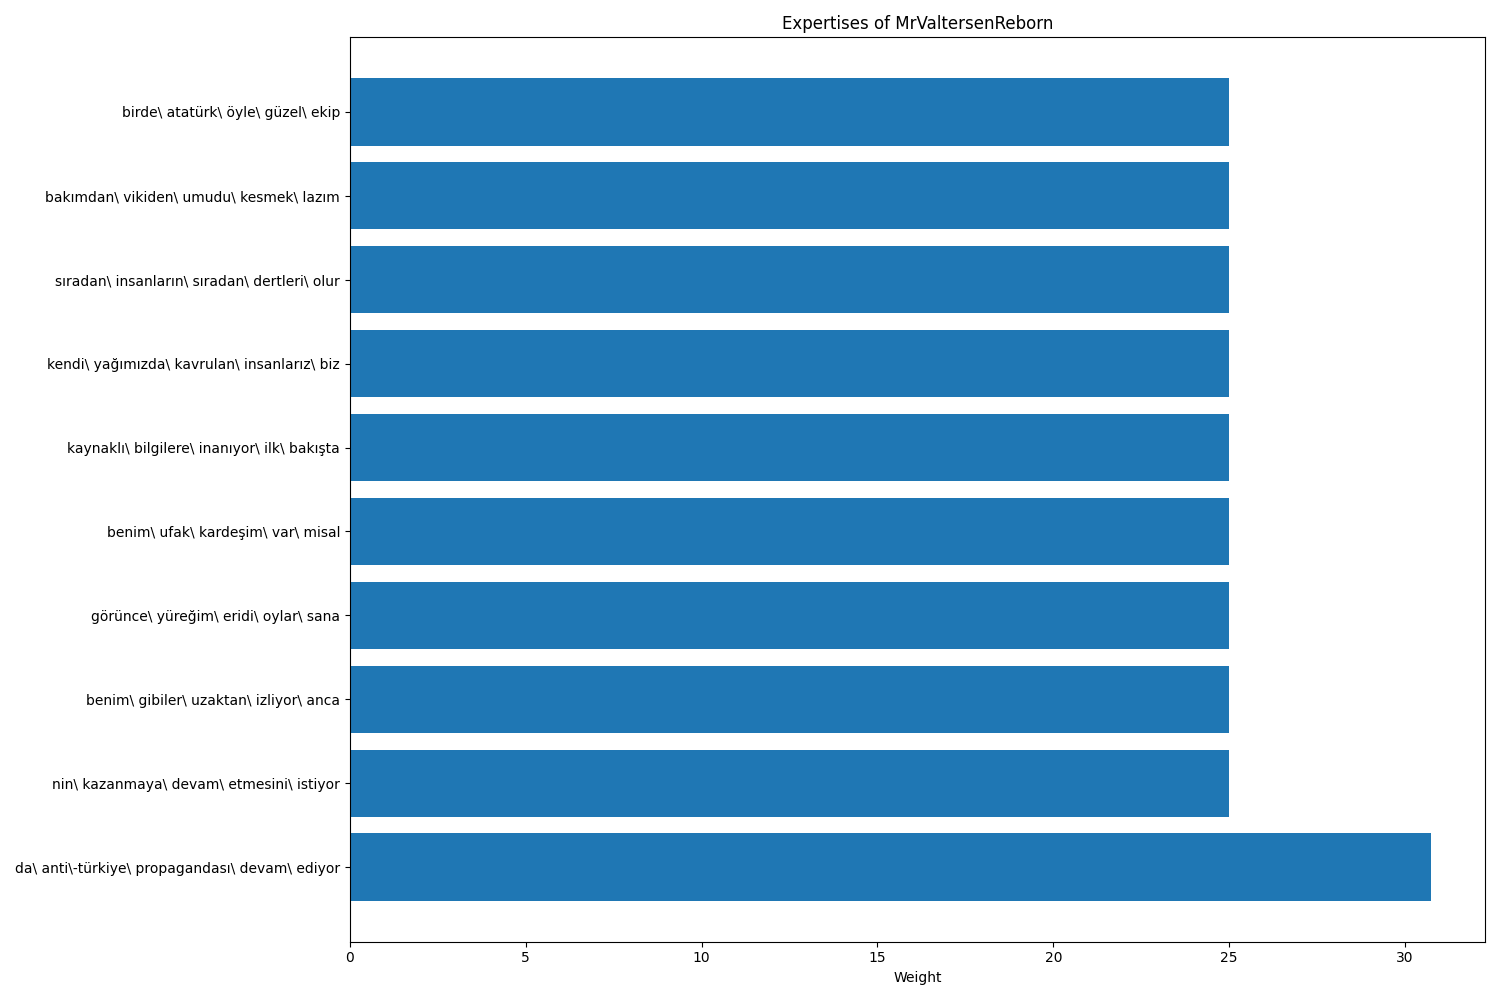 Expertises of MrValtersenReborn
birde\ atatürk\ öyle\ güzel\ ekip
bakımdan\ vikiden\ umudu\ kesmek\ lazım
sıradan\ insanların\ sıradan\ dertleri\ olur
kendi\ yağımızda\ kavrulan\ insanlarız\ biz
kaynaklı\ bilgilere\ inanıyor\ ilk\ bakışta
benim\ ufak\ kardeşim\ var\ misal
görünce\ yüreğim\ eridi\ oylar\ sana
benim\ gibiler\ uzaktan\ izliyor\ anca
nin\ kazanmaya\ devam\ etmesini\ istiyor
da\ anti\-türkiye\ propagandası\ devam\ ediyor
0 5 10 15 20 25 30
Weight